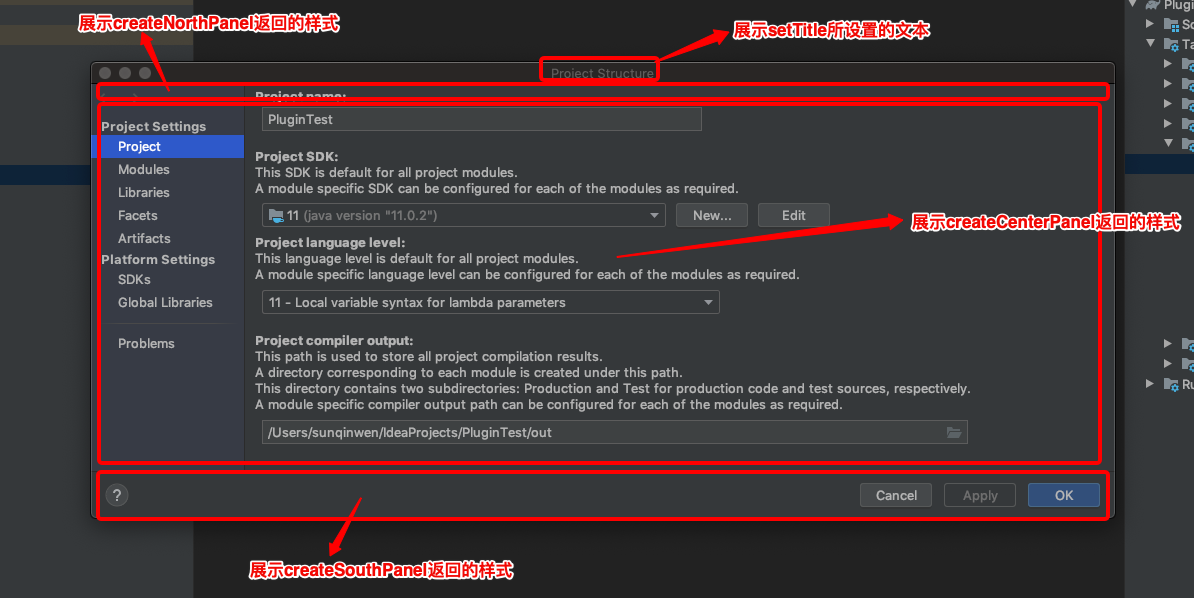 展示createNorthPanel返回的样式
展示setTitle所设置的文本
Project Structure
Project name:
PluginTest
Project Settings
Project
Modules
Libraries
Facets
Artifacts
Platform Settings
SDKs
Global Libraries
Problems
Project SDK:
This SDK is default for all project modules.
A module specific SDK can be configured for each of the modules as required.
11 (java version "11.0.2")
New...
Edit
展示createCenterPanel返回的样式
Project language level:
This language level is default for all project modules.
A module specific language level can be configured for each of the modules as required.
11 - Local variable syntax for lambda parameters
Project compiler output:
This path is used to store all project compilation results.
A directory corresponding to each module is created under this path.
This directory contains two subdirectories: Production and Test for production code and test sources, respectively.
A module specific compiler output path can be configured for each of the modules as required.
/Users/sunqinwen/IdeaProjects/PluginTest/out
?
Cancel
Apply
OK
展示createSouthPanel返回的样式